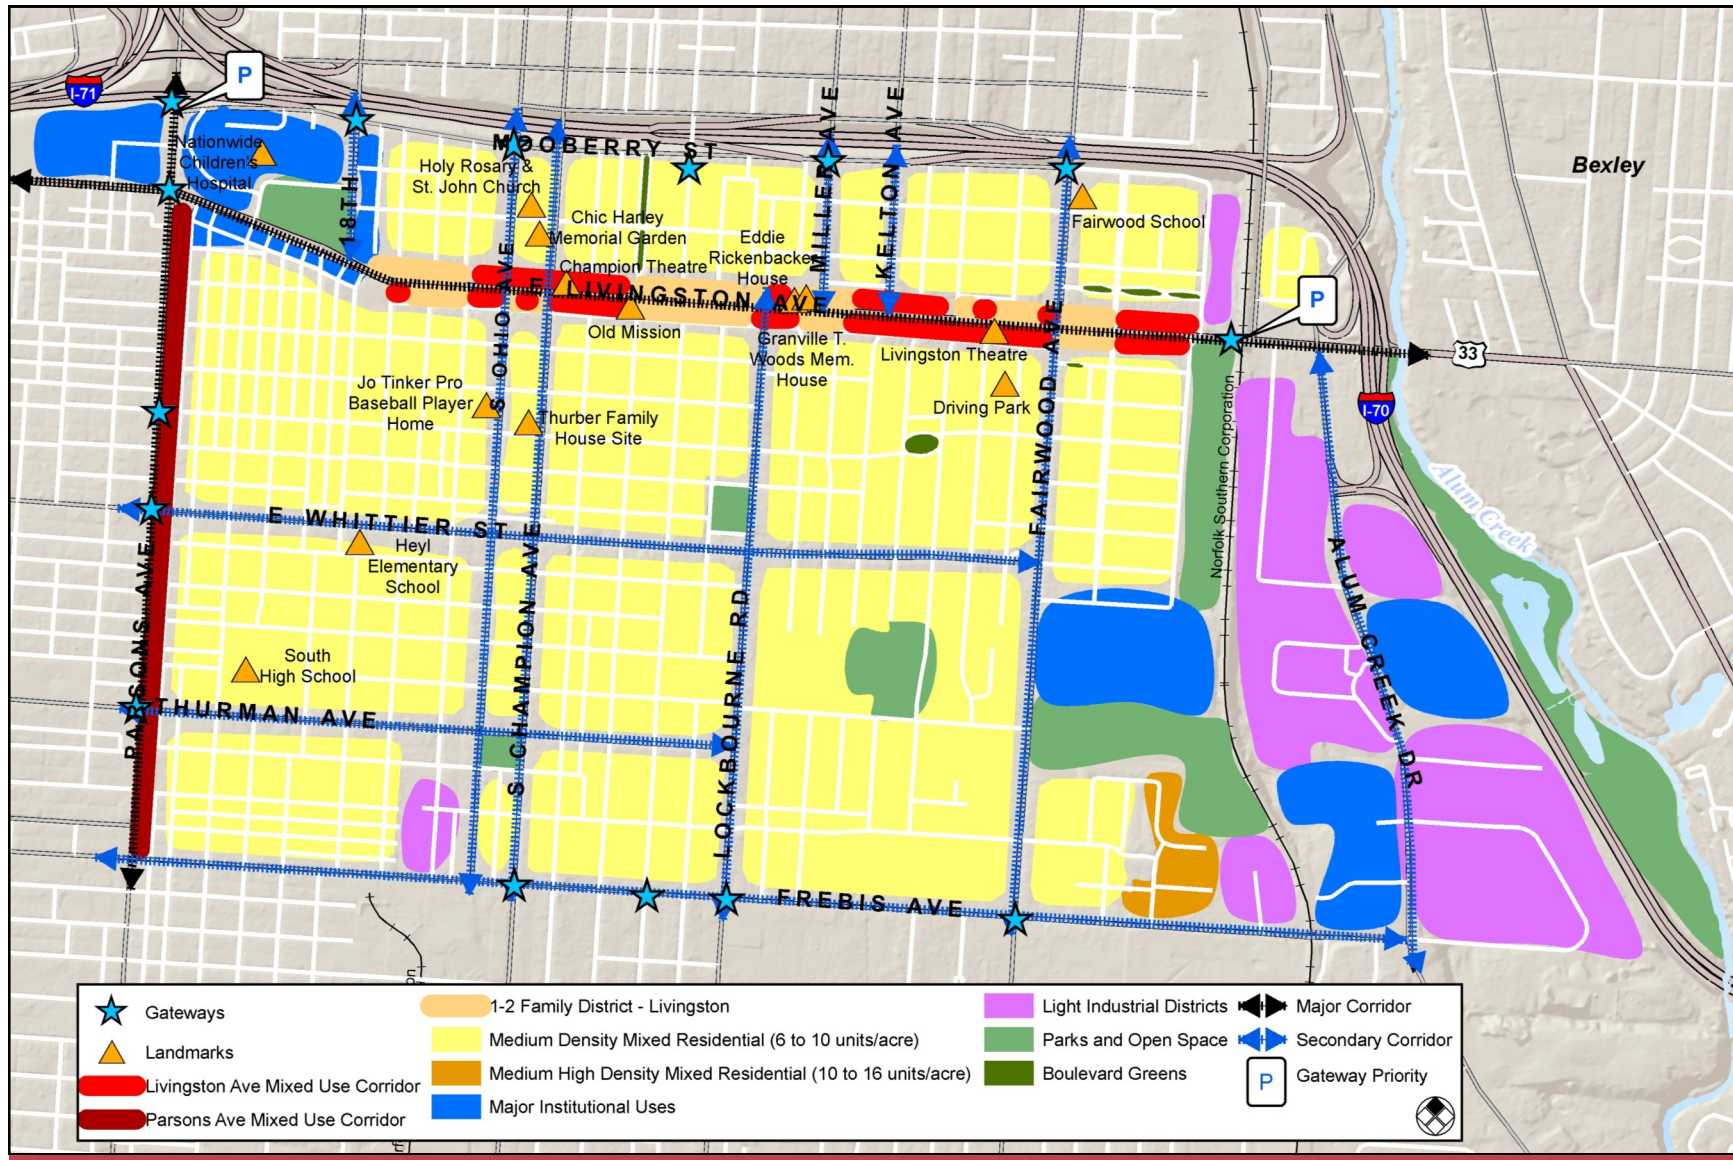 I-71
P
Nationwide
Children's
Hospital
18TH
MOOBERRY ST
Holy Rosary &
St. John Church
Chic Harley
Memorial Garden
Champion Theatre
Eddie
Rickenbacker
House
MILLER AVE
KELTON AVE
Fairwood School
Bexley
P
E LIVINGSTON AVE
Old Mission
Granville T.
Woods Mem.
House
Livingston Theatre
Driving Park
33
I-70
Jo Tinker Pro
Baseball Player
Home
Thurber Family
House Site
S OHIO AVE
S CHAMPION AVE
FAIRWOOD AVE
Norfolk Southern Corporation
Alum Creek
ALUM CREEK DR
E WHITTIER ST
Heyl
Elementary
School
PARSONS AVE
South
High School
THURMAN AVE
LOCKBOURNE RD
FREBIS AVE
Gateways
Landmarks
Livingston Ave Mixed Use Corridor
Parsons Ave Mixed Use Corridor
1-2 Family District - Livingston
Medium Density Mixed Residential (6 to 10 units/acre)
Medium High Density Mixed Residential (10 to 16 units/acre)
Major Institutional Uses
Light Industrial Districts
Parks and Open Space
Boulevard Greens
Major Corridor
Secondary Corridor
P
Gateway Priority